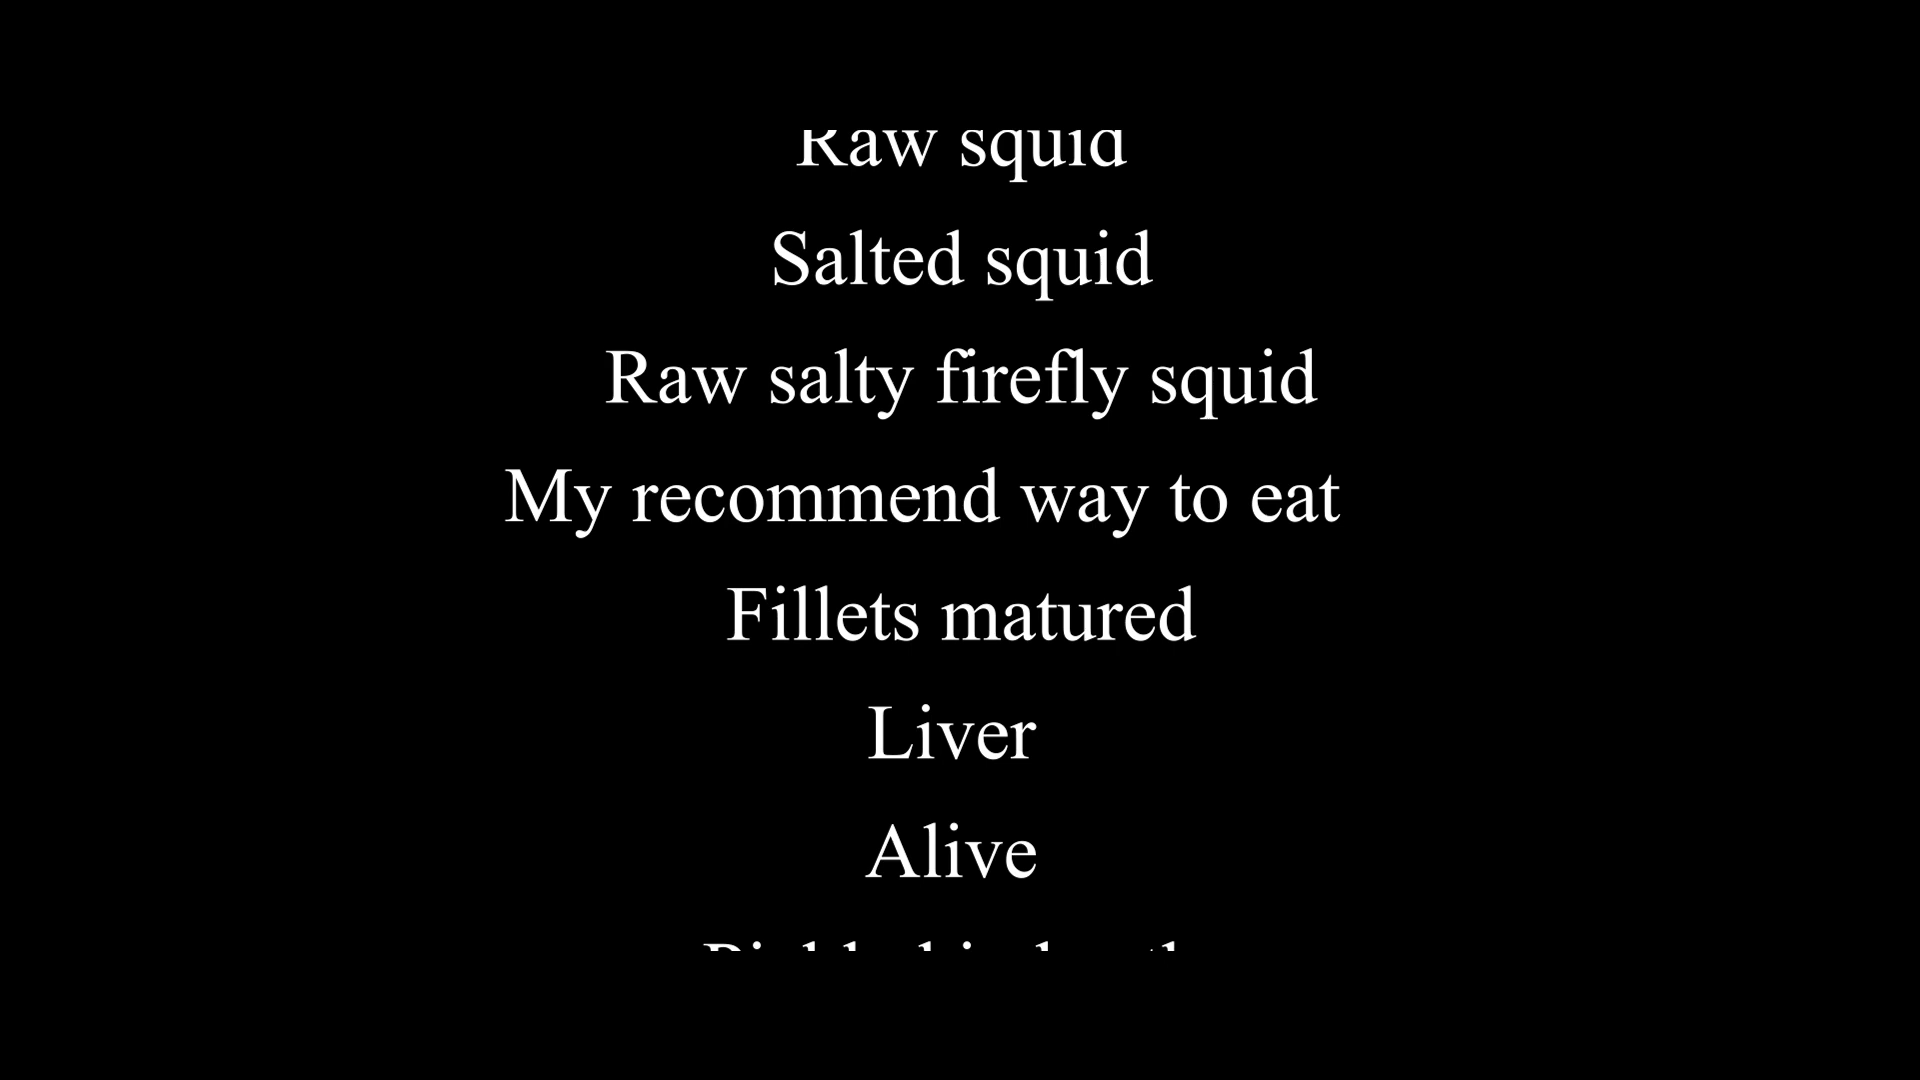 Raw squid
Salted squid
Raw salty firefly squid
My recommend way to eat
Fillets matured
Liver
Alive